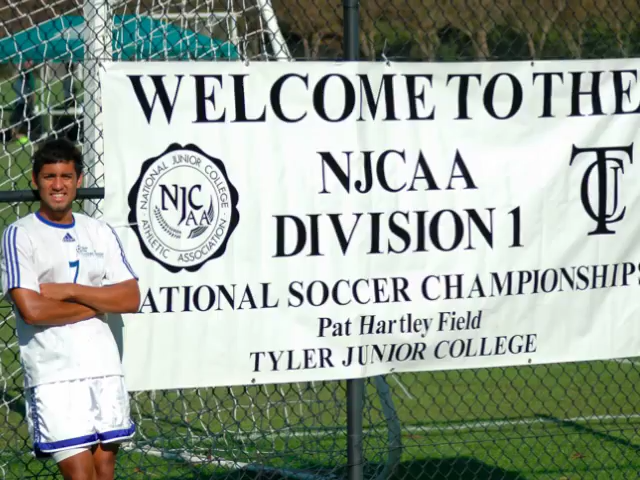 WELCOME TO THE
NJCAA
DIVISION 1
NATIONAL SOCCER CHAMPIONSHIPS
Pat Hartley Field
TYLER JUNIOR COLLEGE
NATIONAL JUNIOR COLLEGE
ATHLETIC ASSOCIATION
NJCAA
TJC
7